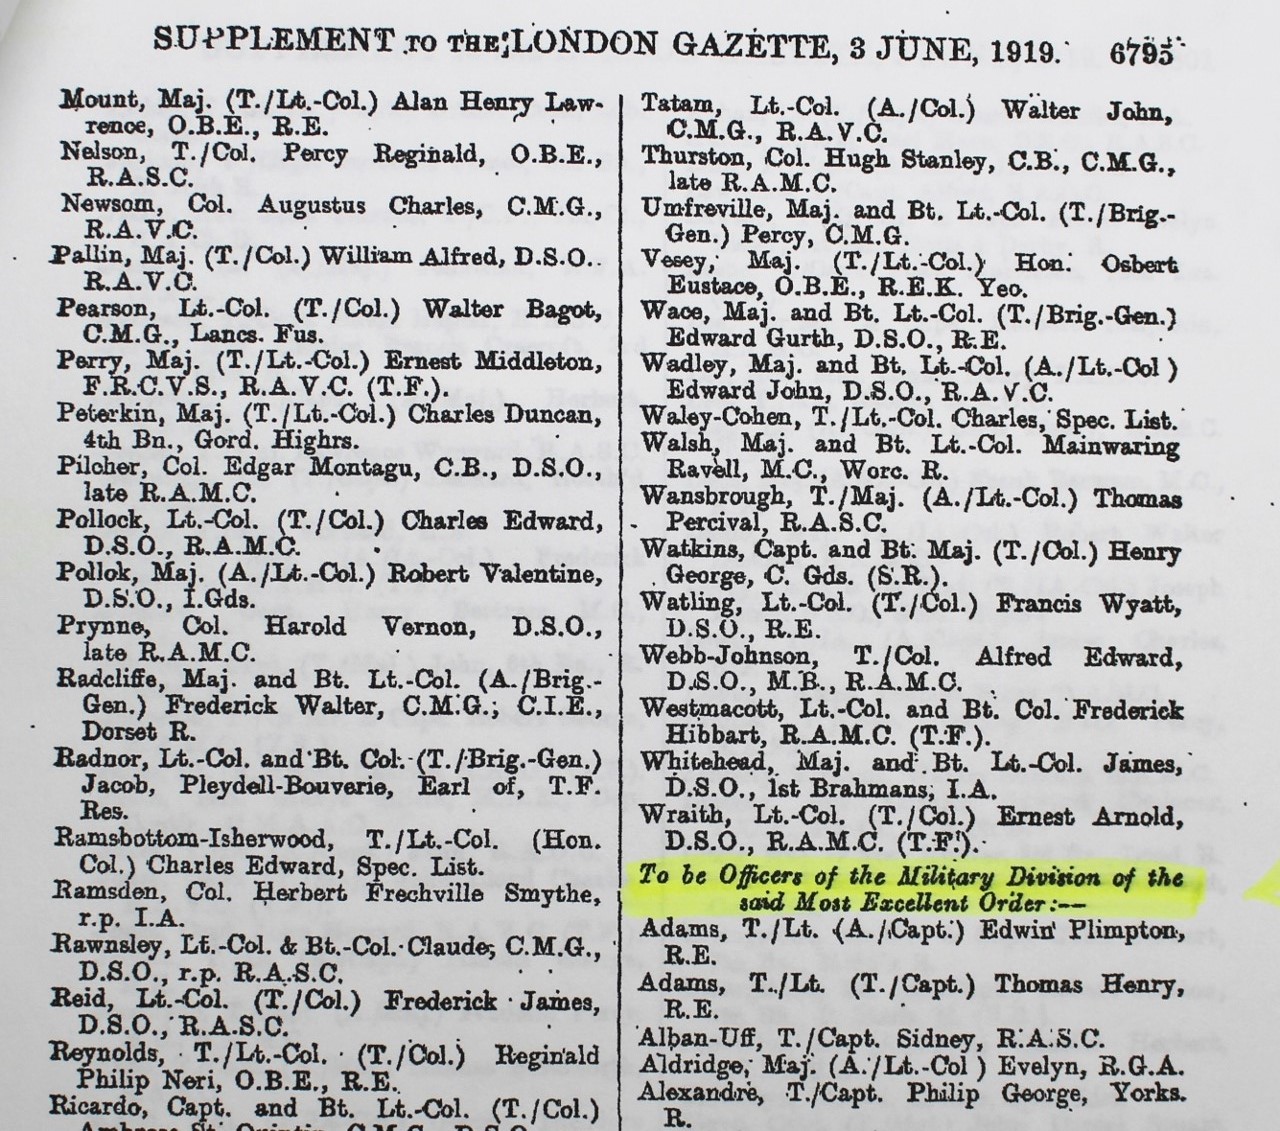 SUPPLEMENT TO THE LONDON GAZETTE, 3 JUNE, 1919. 6795
Mount, Maj. (T./Lt.-Col.) Alan Henry Law-
rence, O.B.E., R.E.
Nelson, T./Col. Percy Reginald, O.B.E.,
R.A.S.C.
Newsom, Col. Augustus Charles, C.M.G.,
R.A.V.C.
Pallin, Maj. (T./Col.) William Alfred, D.S.O..
R.A.V.C.
Pearson, Lt.-Col. (T./Col.) Walter Bagot,
C.M.G., Lancs. Fus.
Perry, Maj. (T./Lt.-Col.) Ernest Middleton,
F.R.C.V.S., R.A.V.C. (T.F.).
Peterkin, Maj. (T./Lt.-Col.) Charles Duncan,
4th Bn., Gord. Highrs.
Pilcher, Col. Edgar Montagu, C.B., D.S.O.,
late R.A.M.C.
Pollock, Lt.-Col. (T./Col.) Charles Edward,
D.S.O., R.A.M.C.
Pollok, Maj. (A./Lt.-Col.) Robert Valentine,
D.S.O., I.Gds.
Prynne, Col. Harold Vernon, D.S.O.,
late R.A.M.C.
Radcliffe, Maj. and Bt. Lt.-Col. (A./Brig.-
Gen.) Frederick Walter, C.M.G., C.I.E.,
Dorset R.
Radnor, Lt.-Col. and Bt. Col. (T./Brig.-Gen.)
Jacob, Pleydell-Bouverie, Earl of, T.F.
Res.
Ramsbottom-Isherwood, T./Lt.-Col. (Hon.
Col.) Charles Edward, Spec. List.
Ramsden, Col. Herbert Frechville Smythe,
r.p. I.A.
Rawnsley, Lt.-Col. & Bt.-Col. Claude, C.M.G.,
D.S.O., r.p. R.A.S.C.
Reid, Lt.-Col. (T./Col.) Frederick James,
D.S.O., R.A.S.C.
Reynolds, T./Lt.-Col. (T./Col.) Reginald
Philip Neri, O.B.E., R.E.
Ricardo, Capt. and Bt. Lt.-Col. (T./Col.)
Ambrose St. Quintin, C.M.G., D.S.O.
Tatam, Lt.-Col. (A./Col.) Walter John,
C.M.G., R.A.V.C.
Thurston, Col. Hugh Stanley, C.B., C.M.G.,
late R.A.M.C.
Umfreville, Maj. and Bt. Lt.-Col. (T./Brig.-
Gen.) Percy, C.M.G.
Vesey, Maj. (T./Lt.-Col.) Hon. Osbert
Eustace, O.B.E., R.E.K. Yeo.
Wace, Maj. and Bt. Lt.-Col. (T./Brig.-Gen.)
Edward Gurth, D.S.O., R.E.
Wadley, Maj. and Bt. Lt.-Col. (A./Lt.-Col )
Edward John, D.S.O., R.A.V.C.
Waley-Cohen, T./Lt.-Col. Charles, Spec. List.
Walsh, Maj. and Bt. Lt.-Col. Mainwaring
Ravell, M.C., Worc. R.
Wansbrough, T./Maj. (A./Lt.-Col.) Thomas
Percival, R.A.S.C.
Watkins, Capt. and Bt. Maj. (T./Col.) Henry
George, C. Gds. (S.R.).
Watling, Lt.-Col. (T./Col.) Francis Wyatt,
D.S.O., R.E.
Webb-Johnson, T./Col. Alfred Edward,
D.S.O., M.B., R.A.M.C.
Westmacott, Lt.-Col. and Bt. Col. Frederick
Hibbart, R.A.M.C. (T.F.).
Whitehead, Maj. and Bt. Lt.-Col. James,
D.S.O., 1st Brahmans, I.A.
Wraith, Lt.-Col. (T./Col.) Ernest Arnold,
D.S.O., R.A.M.C. (T.F.).
To be Officers of the Military Division of the
said Most Excellent Order:--
Adams, T./Lt. (A./Capt.) Edwin Plimpton,
R.E.
Adams, T./Lt. (T./Capt.) Thomas Henry,
R.E.
Alban-Uff, T./Capt. Sidney, R.A.S.C.
Aldridge, Maj. (A./Lt.-Col ) Evelyn, R.G.A.
Alexandre, T./Capt. Philip George, Yorks.
R.